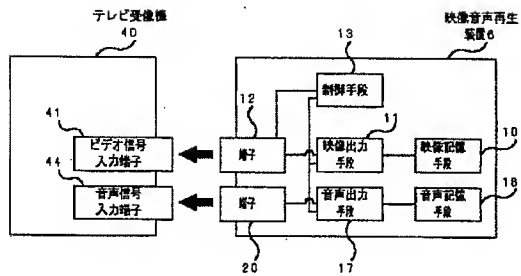 テレビ受像機
40
映像音声再生
装置6
13
制御手段
12
11
41
ビデオ信号
入力端子
端子
映像出力
手段
映像記憶
手段
10
44
音声信号
入力端子
端子
音声出力
手段
音声記憶
手段
18
20
17